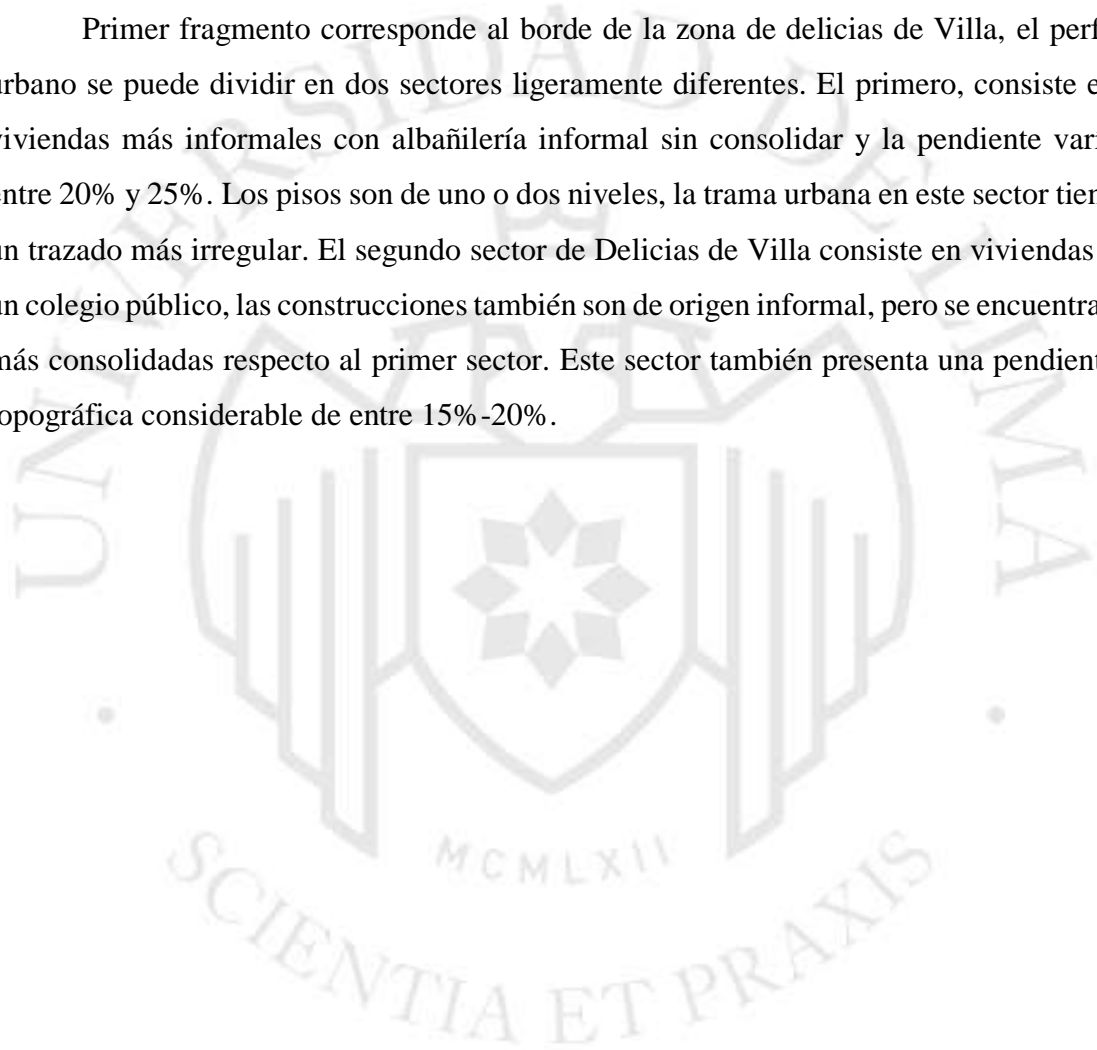 Primer fragmento corresponde al borde de la zona de delicias de Villa, el perf
urbano se puede dividir en dos sectores ligeramente diferentes. El primero, consiste e
viviendas más informales con albañilería informal sin consolidar y la pendiente vari
entre 20% y 25%. Los pisos son de uno o dos niveles, la trama urbana en este sector tien
un trazado más irregular. El segundo sector de Delicias de Villa consiste en viviendas
un colegio público, las construcciones también son de origen informal, pero se encuentra
más consolidadas respecto al primer sector. Este sector también presenta una pendient
topográfica considerable de entre 15%-20%.
UNIVERSIDAD DE LIMA
MCMLXII
SCIENTIA ET PRAXIS